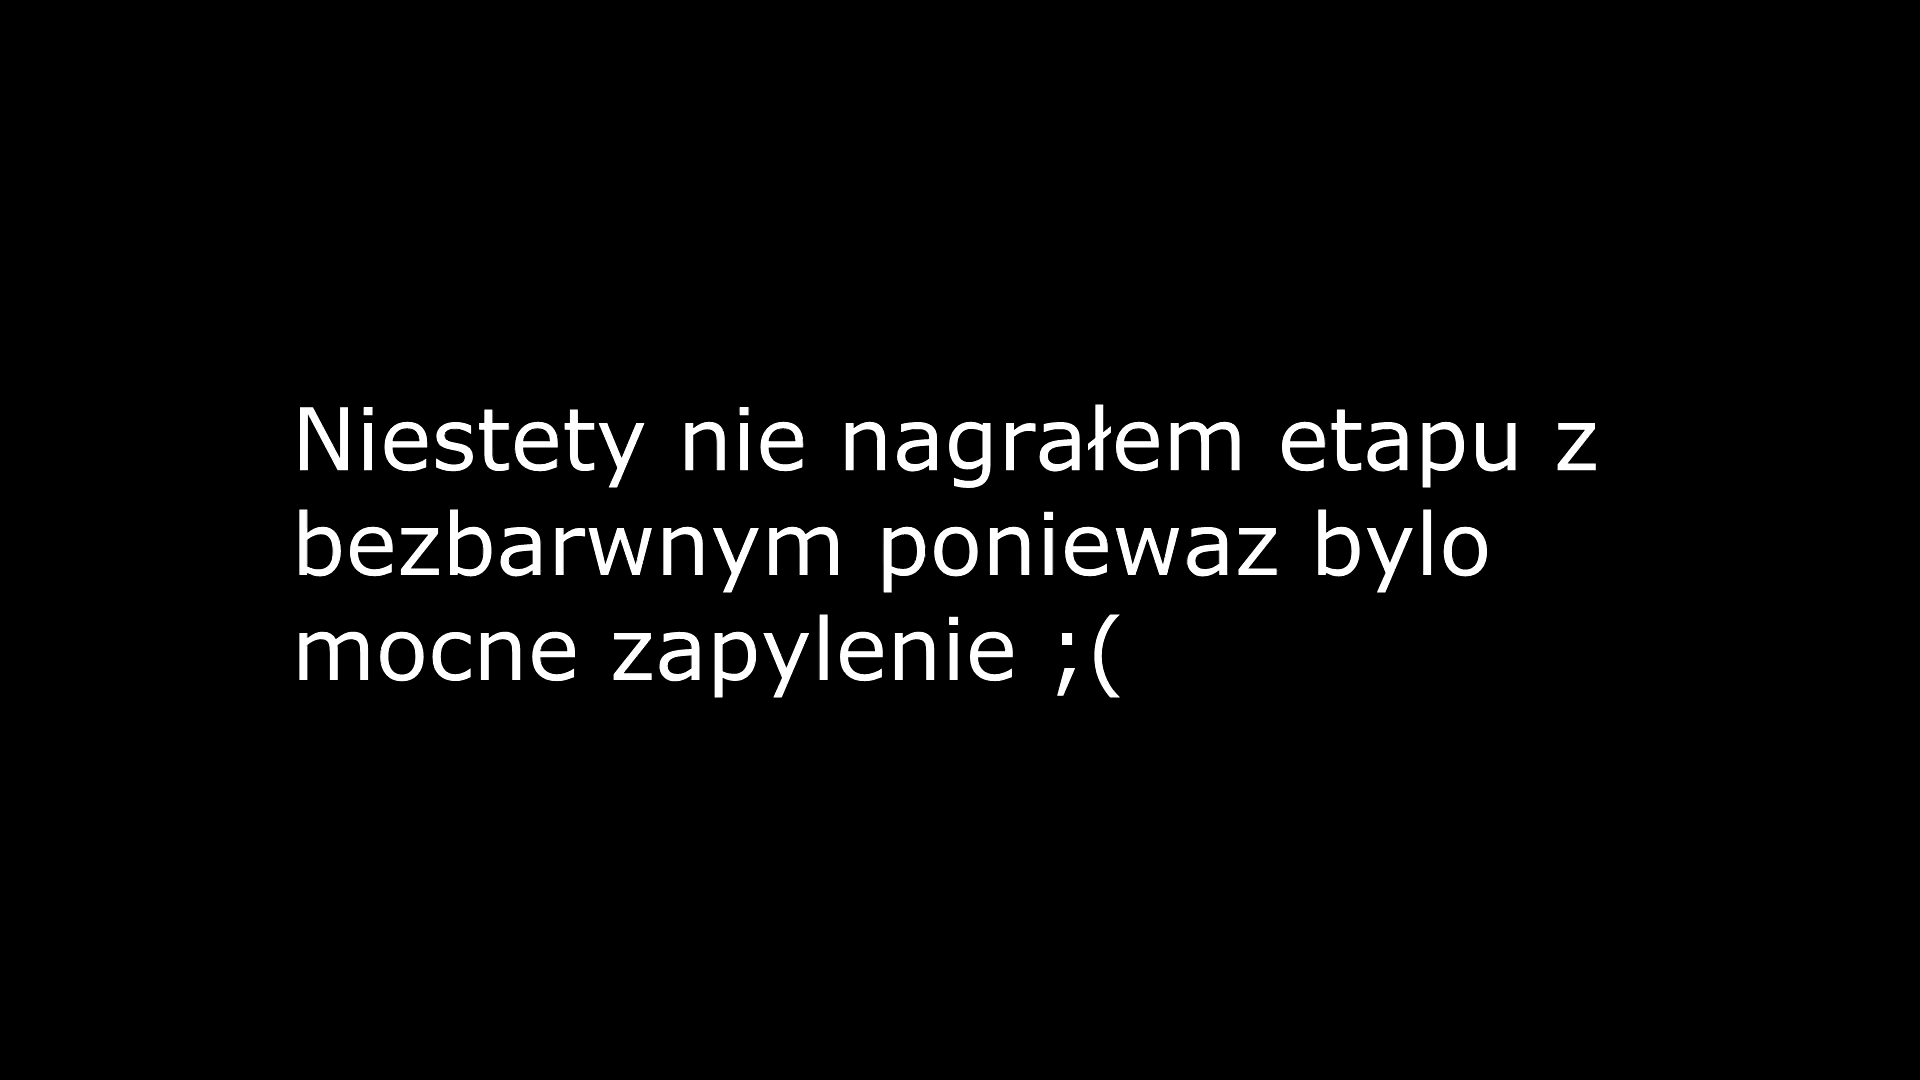 Niestety nie nagrałem etapu z
bezbarwnym poniewaz bylo
mocne zapylenie ;(